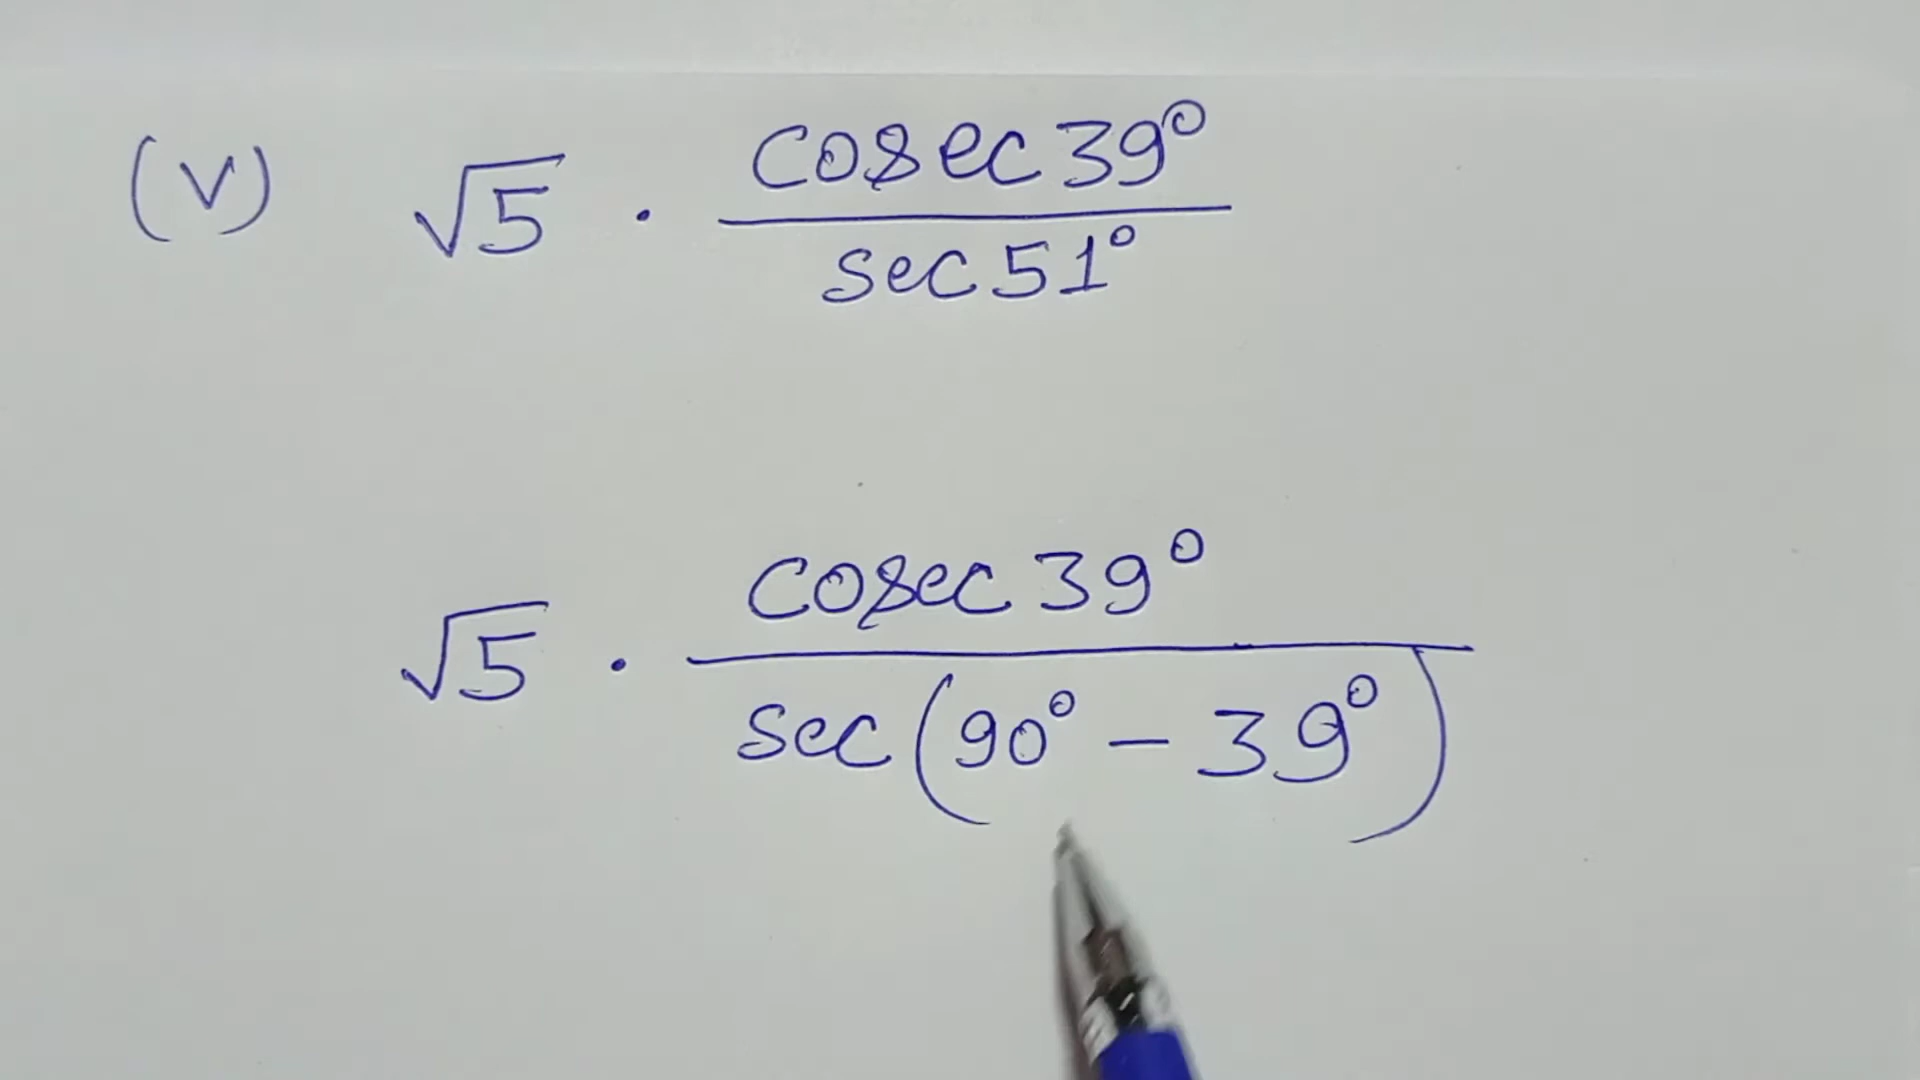 (v) √5 · cosec 39° / sec 51°
√5 · cosec 39° / sec (90° – 39°)